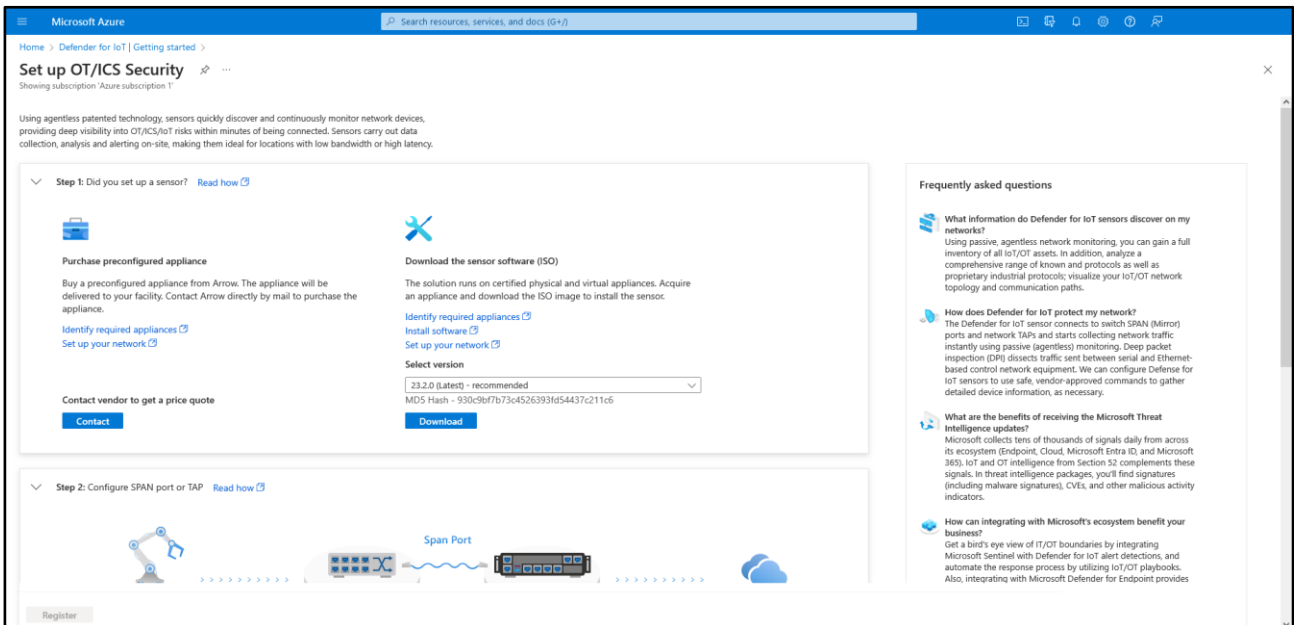 Microsoft Azure
Search resources, services, and docs (G+/)
Home > Defender for IoT | Getting started >
Set up OT/ICS Security
Showing subscription 'Azure subscription 1'
Using agentless patented technology, sensors quickly discover and continuously monitor network devices,
providing deep visibility into OT/ICS/IoT risks within minutes of being connected. Sensors carry out data
collection, analysis and alerting on-site, making them ideal for locations with low bandwidth or high latency.
Step 1: Did you set up a sensor? Read how
Purchase preconfigured appliance
Buy a preconfigured appliance from Arrow. The appliance will be
delivered to your facility. Contact Arrow directly by mail to purchase the
appliance.
Identify required appliances
Set up your network
Contact vendor to get a price quote
Contact
Download the sensor software (ISO)
The solution runs on certified physical and virtual appliances. Acquire
an appliance and download the ISO image to install the sensor.
Identify required appliances
Install software
Set up your network
Select version
23.2.0 (Latest) - recommended
MD5 Hash - 930c9bf7b73c4526393fd54437c211c6
Download
Step 2: Configure SPAN port or TAP Read how
Span Port
Register
Frequently asked questions
What information do Defender for IoT sensors discover on my
networks?
Using passive, agentless network monitoring, you can gain a full
inventory of all IoT/OT assets. In addition, analyze a
comprehensive range of known and protocols as well as
proprietary industrial protocols; visualize your IoT/OT network
topology and communication paths.
How does Defender for IoT protect my network?
The Defender for IoT sensor connects to switch SPAN (Mirror)
ports and network TAPs and starts collecting network traffic
instantly using passive (agentless) monitoring. Deep packet
inspection (DPI) dissects traffic sent between serial and Ethernet-
based control network equipment. We can configure Defense for
IoT sensors to use safe, vendor-approved commands to gather
detailed device information, as necessary.
What are the benefits of receiving the Microsoft Threat
Intelligence updates?
Microsoft collects tens of thousands of signals daily from across
its ecosystem (Endpoint, Cloud, Microsoft Entra ID, and Microsoft
365). IoT and OT intelligence from Section 52 complements these
signals. In threat intelligence packages, you'll find signatures
(including malware signatures), CVEs, and other malicious activity
indicators.
How can integrating with Microsoft's ecosystem benefit your
business?
Get a bird's eye view of IT/OT boundaries by integrating
Microsoft Sentinel with Defender for IoT alert detections, and
automate the response process by utilizing IoT/OT playbooks.
Also, integrating with Microsoft Defender for Endpoint provides